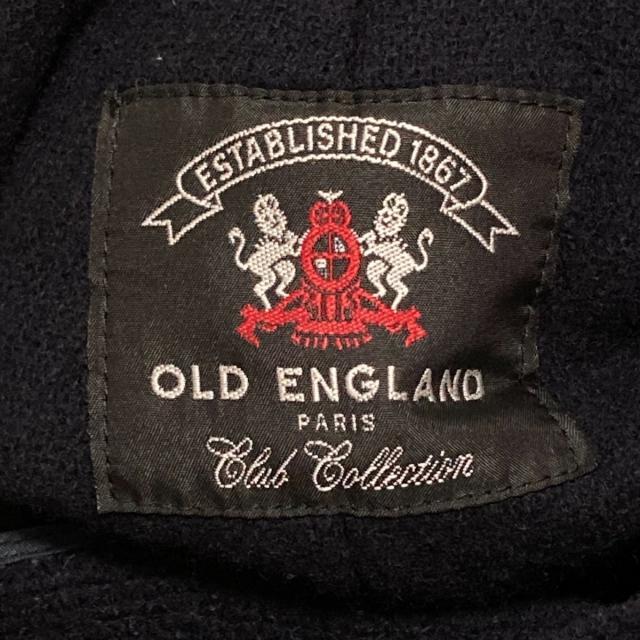 ESTABLISHED 1867
OLD ENGLAND
PARIS
Club Collection